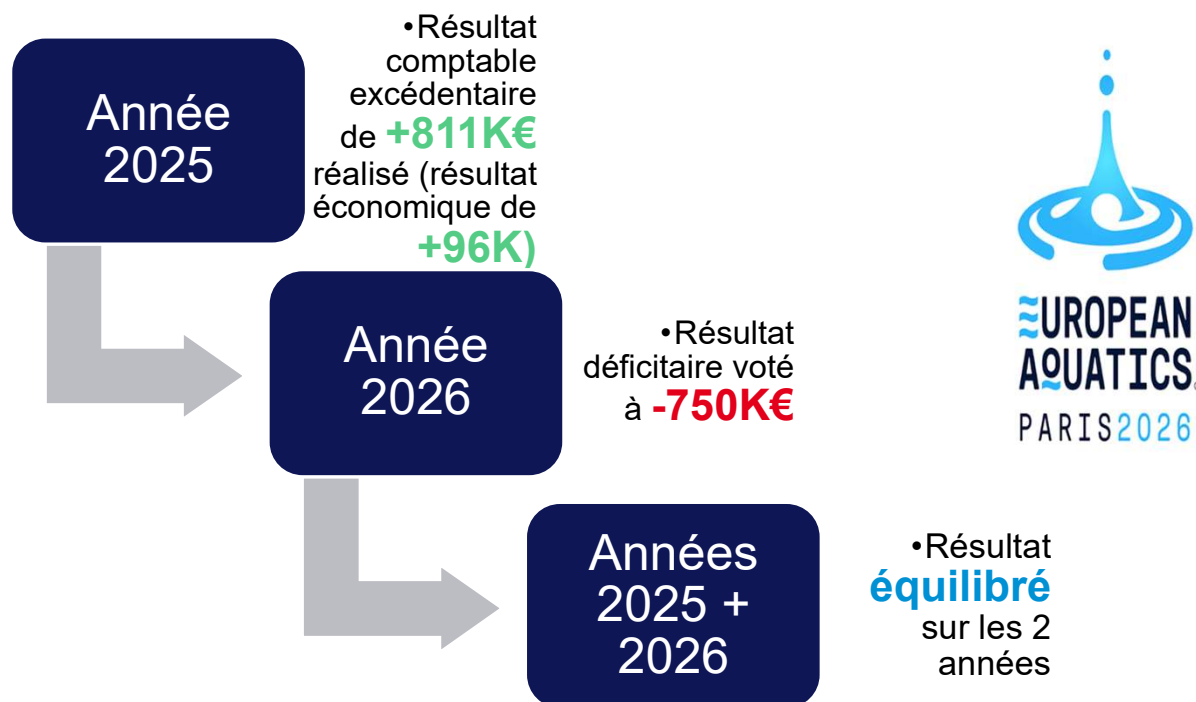 Année
2025
•Résultat
comptable
excédentaire
de +811K€
réalisé (résultat
économique de
+96K)
Année
2026
•Résultat
déficitaire voté
à -750K€
Années
2025 +
2026
•Résultat
équilibré
sur les 2
années
EUROPEAN
AQUATICS.
PARIS2026